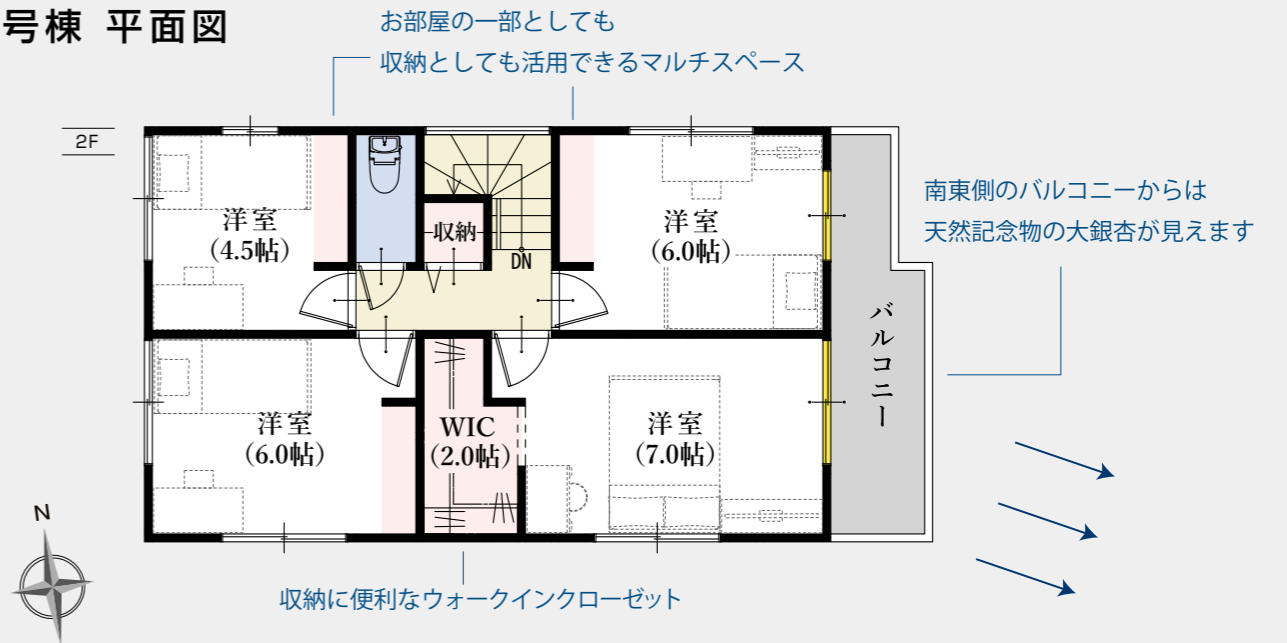 号棟 平面図
お部屋の一部としても
収納としても活用できるマルチスペース
2F
洋室
(4.5帖)
収納
DN
洋室
(6.0帖)
南東側のバルコニーからは
天然記念物の大銀杏が見えます
バルコニー
洋室
(6.0帖)
WIC
(2.0帖)
洋室
(7.0帖)
N
収納に便利なウォークインクローゼット